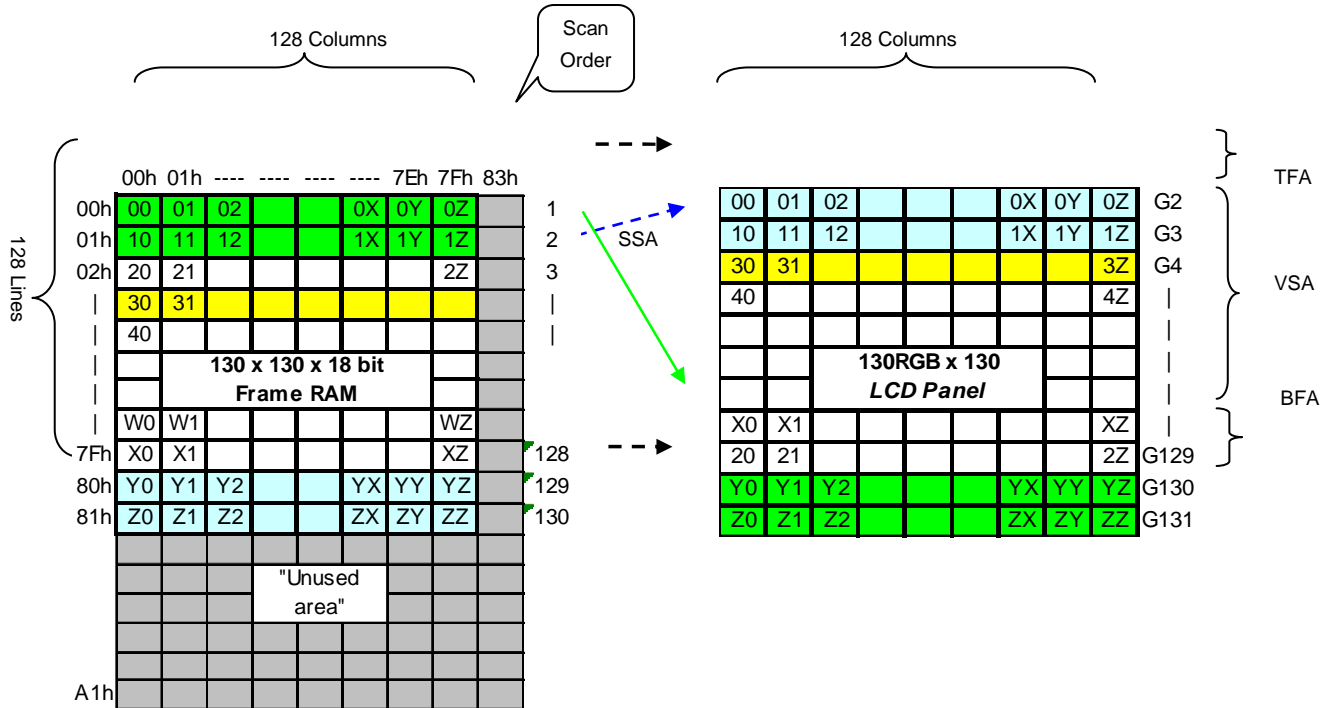 128 Columns
Scan
Order
128 Columns
128 Lines
00h 01h ---- ---- ---- ---- 7Eh 7Fh 83h
00h 00 01 02 0X 0Y 0Z 1
01h 10 11 12 1X 1Y 1Z 2
02h 20 21 2Z 3
30 31
40
130 x 130 x 18 bit
Frame RAM
W0 W1 WZ
7Fh X0 X1 XZ 128
80h Y0 Y1 Y2 YX YY YZ 129
81h Z0 Z1 Z2 ZX ZY ZZ 130
"Unused
area"
A1h
SSA
00 01 02 0X 0Y 0Z G2
10 11 12 1X 1Y 1Z G3
30 31 3Z G4
40 4Z
130RGB x 130
LCD Panel
X0 X1 XZ
20 21 2Z G129
Y0 Y1 Y2 YX YY YZ G130
Z0 Z1 Z2 ZX ZY ZZ G131
TFA
VSA
BFA